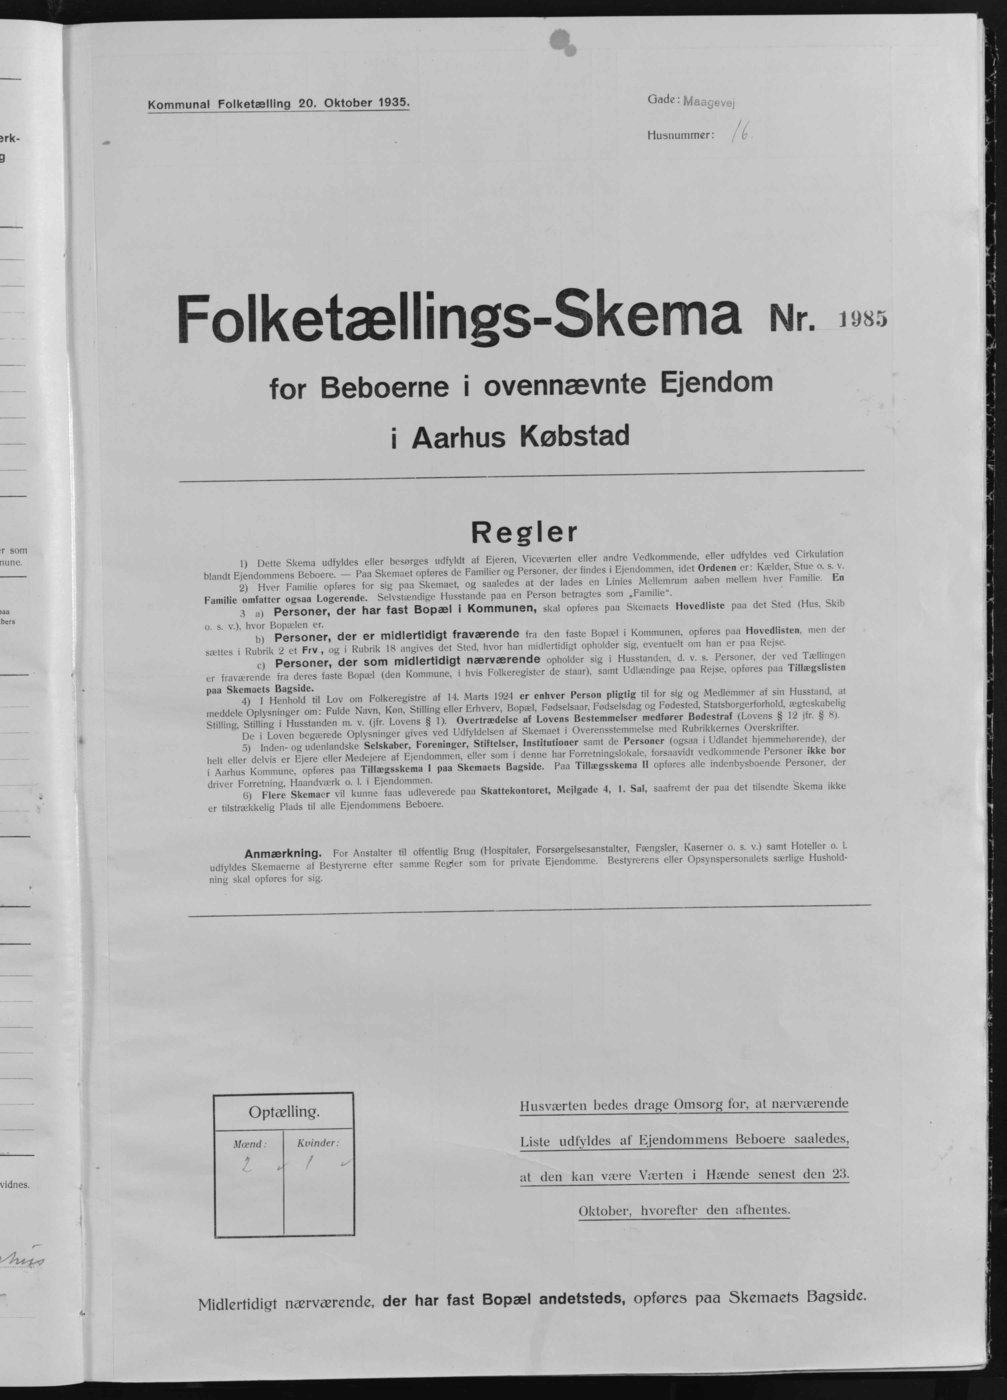 Kommunal Folketælling 20. Oktober 1935.
Gade: Maagevej
Husnummer: 16.
Folketællings-Skema Nr. 1985
for Beboerne i ovennævnte Ejendom
i Aarhus Købstad
Regler
1) Dette Skema udfyldes eller besørges udfyldt af Ejeren, Viceværten eller andre Vedkommende, eller udfyldes ved Cirkulation
blandt Ejendommens Beboere. — Paa Skemaet opføres de Familier og Personer, der findes i Ejendommen, idet Ordenen er: Kælder, Stue o. s. v.
2) Hver Familie opføres for sig paa Skemaet, og saaledes at der lades en Linies Mellemrum aaben mellem hver Familie. En
Familie omfatter ogsaa Logerende. Selvstændige Husstande paa en Person betragtes som „Familie“.
3 a) Personer, der har fast Bopæl i Kommunen, skal opføres paa Skemaets Hovedliste paa det Sted (Hus, Skib
o. s. v.), hvor Bopælen er.
b) Personer, der er midlertidigt fraværende fra den faste Bopæl i Kommunen, opføres paa Hovedlisten, men der
sættes i Rubrik 2 et Frv., og i Rubrik 18 angives det Sted, hvor han midlertidigt opholder sig, eventuelt om han er paa Rejse.
c) Personer, der som midlertidigt nærværende opholder sig i Husstanden, d. v. s. Personer, der ved Tællingen
er fraværende fra deres faste Bopæl (den Kommune, i hvis Folkeregister de staar), samt Udlændinge paa Rejse, opføres paa Tillægslisten
paa Skemaets Bagside.
4) I Henhold til Lov om Folkeregistre af 14. Marts 1924 er enhver Person pligtig til for sig og Medlemmer af sin Husstand, at
meddele Oplysninger om: Fulde Navn, Køn, Stilling eller Erhverv, Bopæl, Fødselsaar, Fødselsdag og Fødested, Statsborgerforhold, ægteskabelig
Stilling, Stilling i Husstanden m. v. (jfr. Lovens § 1). Overtrædelse af Lovens Bestemmelser medfører Bødestraf (Lovens § 12 jfr. § 8).
De i Loven begærede Oplysninger gives ved Udfyldelsen af Skemaet i Overensstemmelse med Rubrikkernes Overskrifter.
5) Inden- og udenlandske Selskaber, Foreninger, Stiftelser, Institutioner samt de Personer (ogsaa i Udlandet hjemmehørende), der
helt eller delvis er Ejere eller Medejere af Ejendommen, eller som i denne har Forretningslokale, forsaavidt vedkommende Personer ikke bor
i Aarhus Kommune, opføres paa Tillægsskema I paa Skemaets Bagside. Paa Tillægsskema II opføres alle indenbysboende Personer, der
driver Forretning, Haandværk o. l. i Ejendommen.
6) Flere Skemaer vil kunne faas udleverede paa Skattekontoret, Mejlgade 4, 1. Sal, saafremt der paa det tilsendte Skema ikke
er tilstrækkelig Plads til alle Ejendommens Beboere.
Anmærkning. For Anstalter til offentlig Brug (Hospitaler, Forsørgelsesanstalter, Fængsler, Kaserner o. s. v.) samt Hoteller o. l.
udfyldes Skemaerne af Bestyrerne efter samme Regler som for private Ejendomme. Bestyrerens eller Opsynspersonalets særlige Hushold-
ning skal opføres for sig.
Optælling.
Mænd: Kvinder:
2 ✓ 1 ✓
Husværten bedes drage Omsorg for, at nærværende
Liste udfyldes af Ejendommens Beboere saaledes,
at den kan være Værten i Hænde senest den 23.
Oktober, hvorefter den afhentes.
Midlertidigt nærværende, der har fast Bopæl andetsteds, opføres paa Skemaets Bagside.